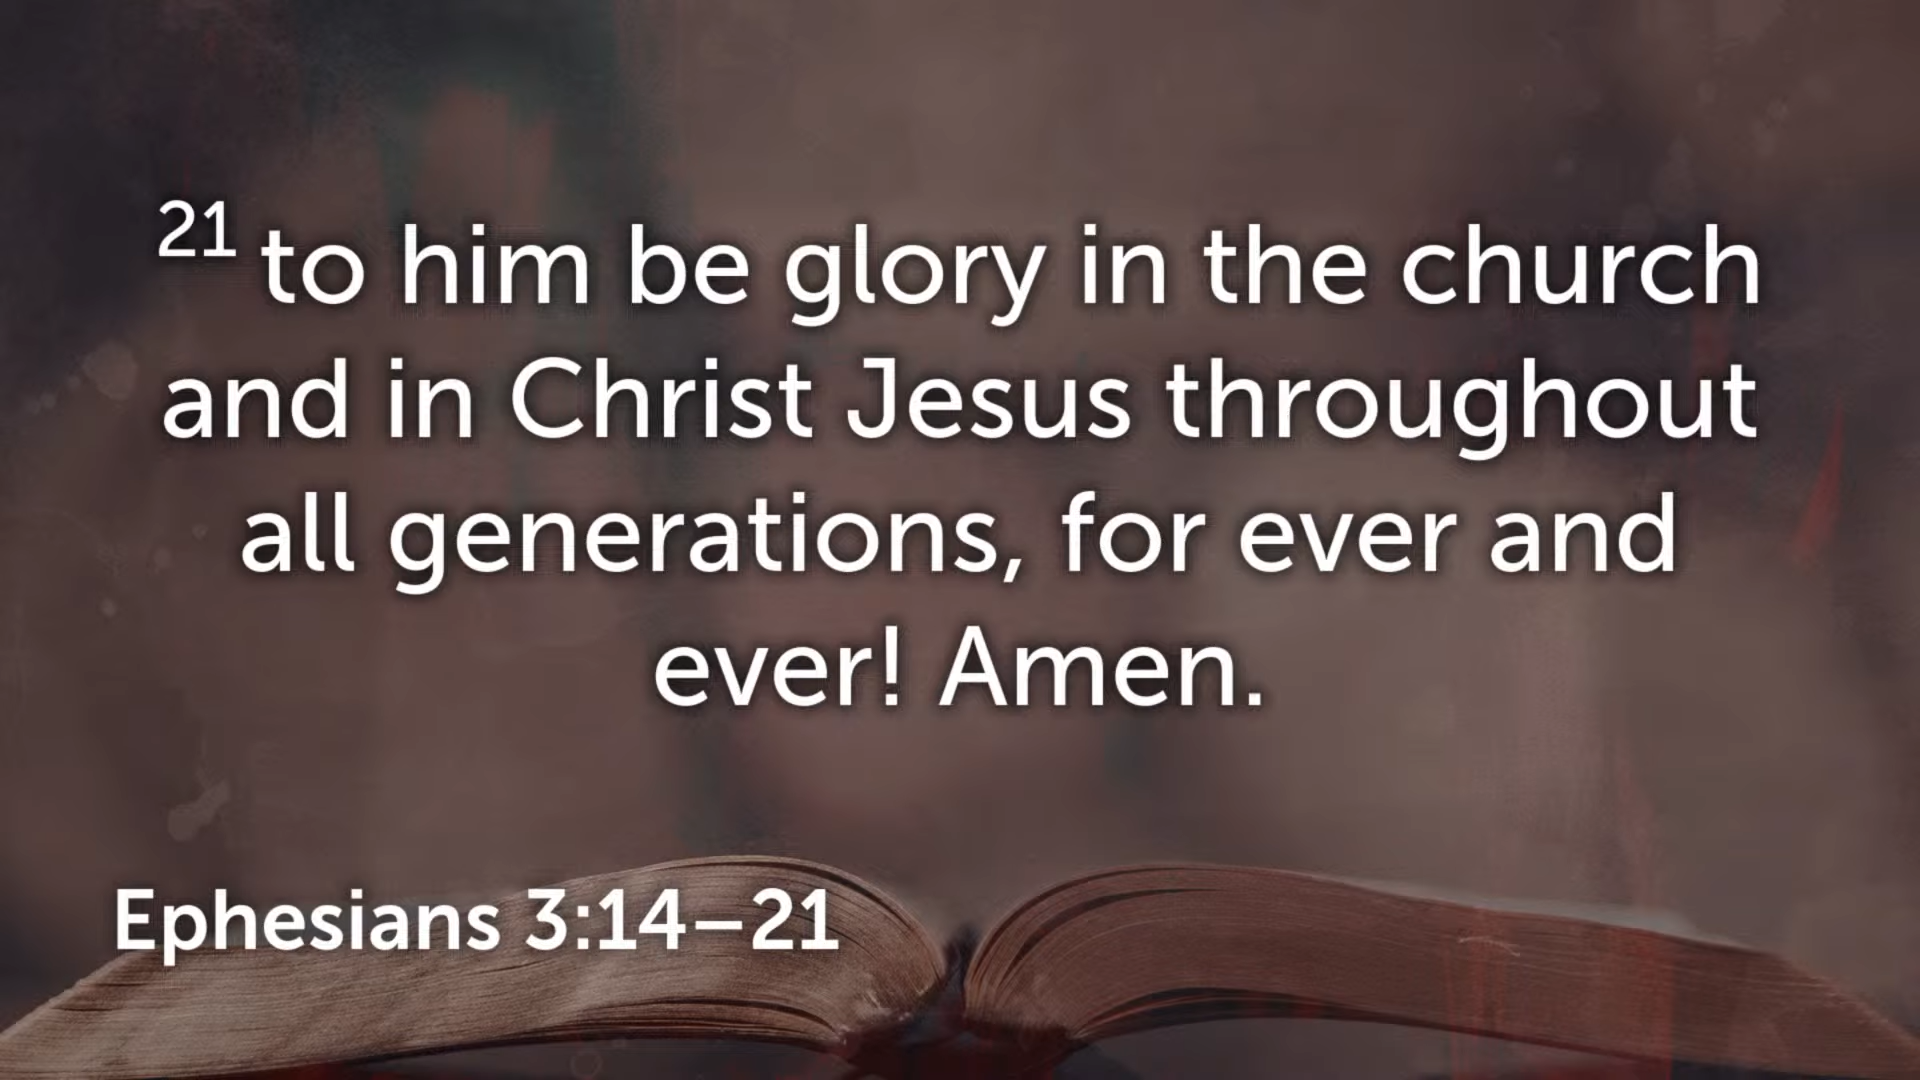 21 to him be glory in the church
and in Christ Jesus throughout
all generations, for ever and
ever! Amen.
Ephesians 3:14–21